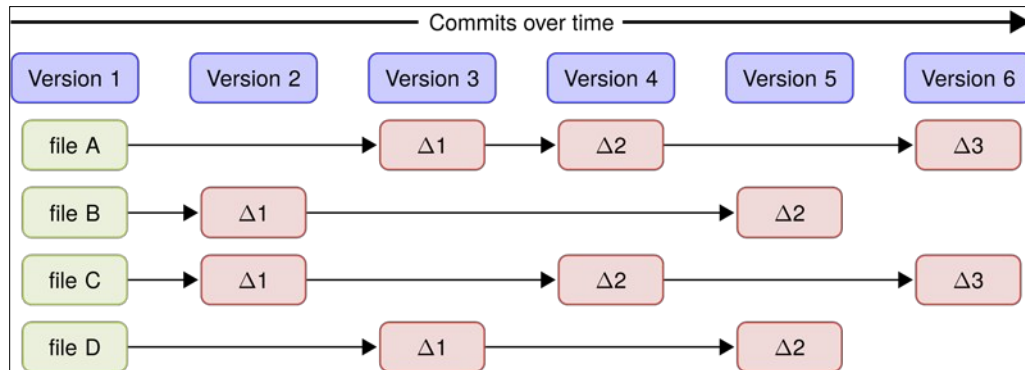 Commits over time
Version 1 Version 2 Version 3 Version 4 Version 5 Version 6
file A Δ1 Δ2 Δ3
file B Δ1 Δ2
file C Δ1 Δ2 Δ3
file D Δ1 Δ2